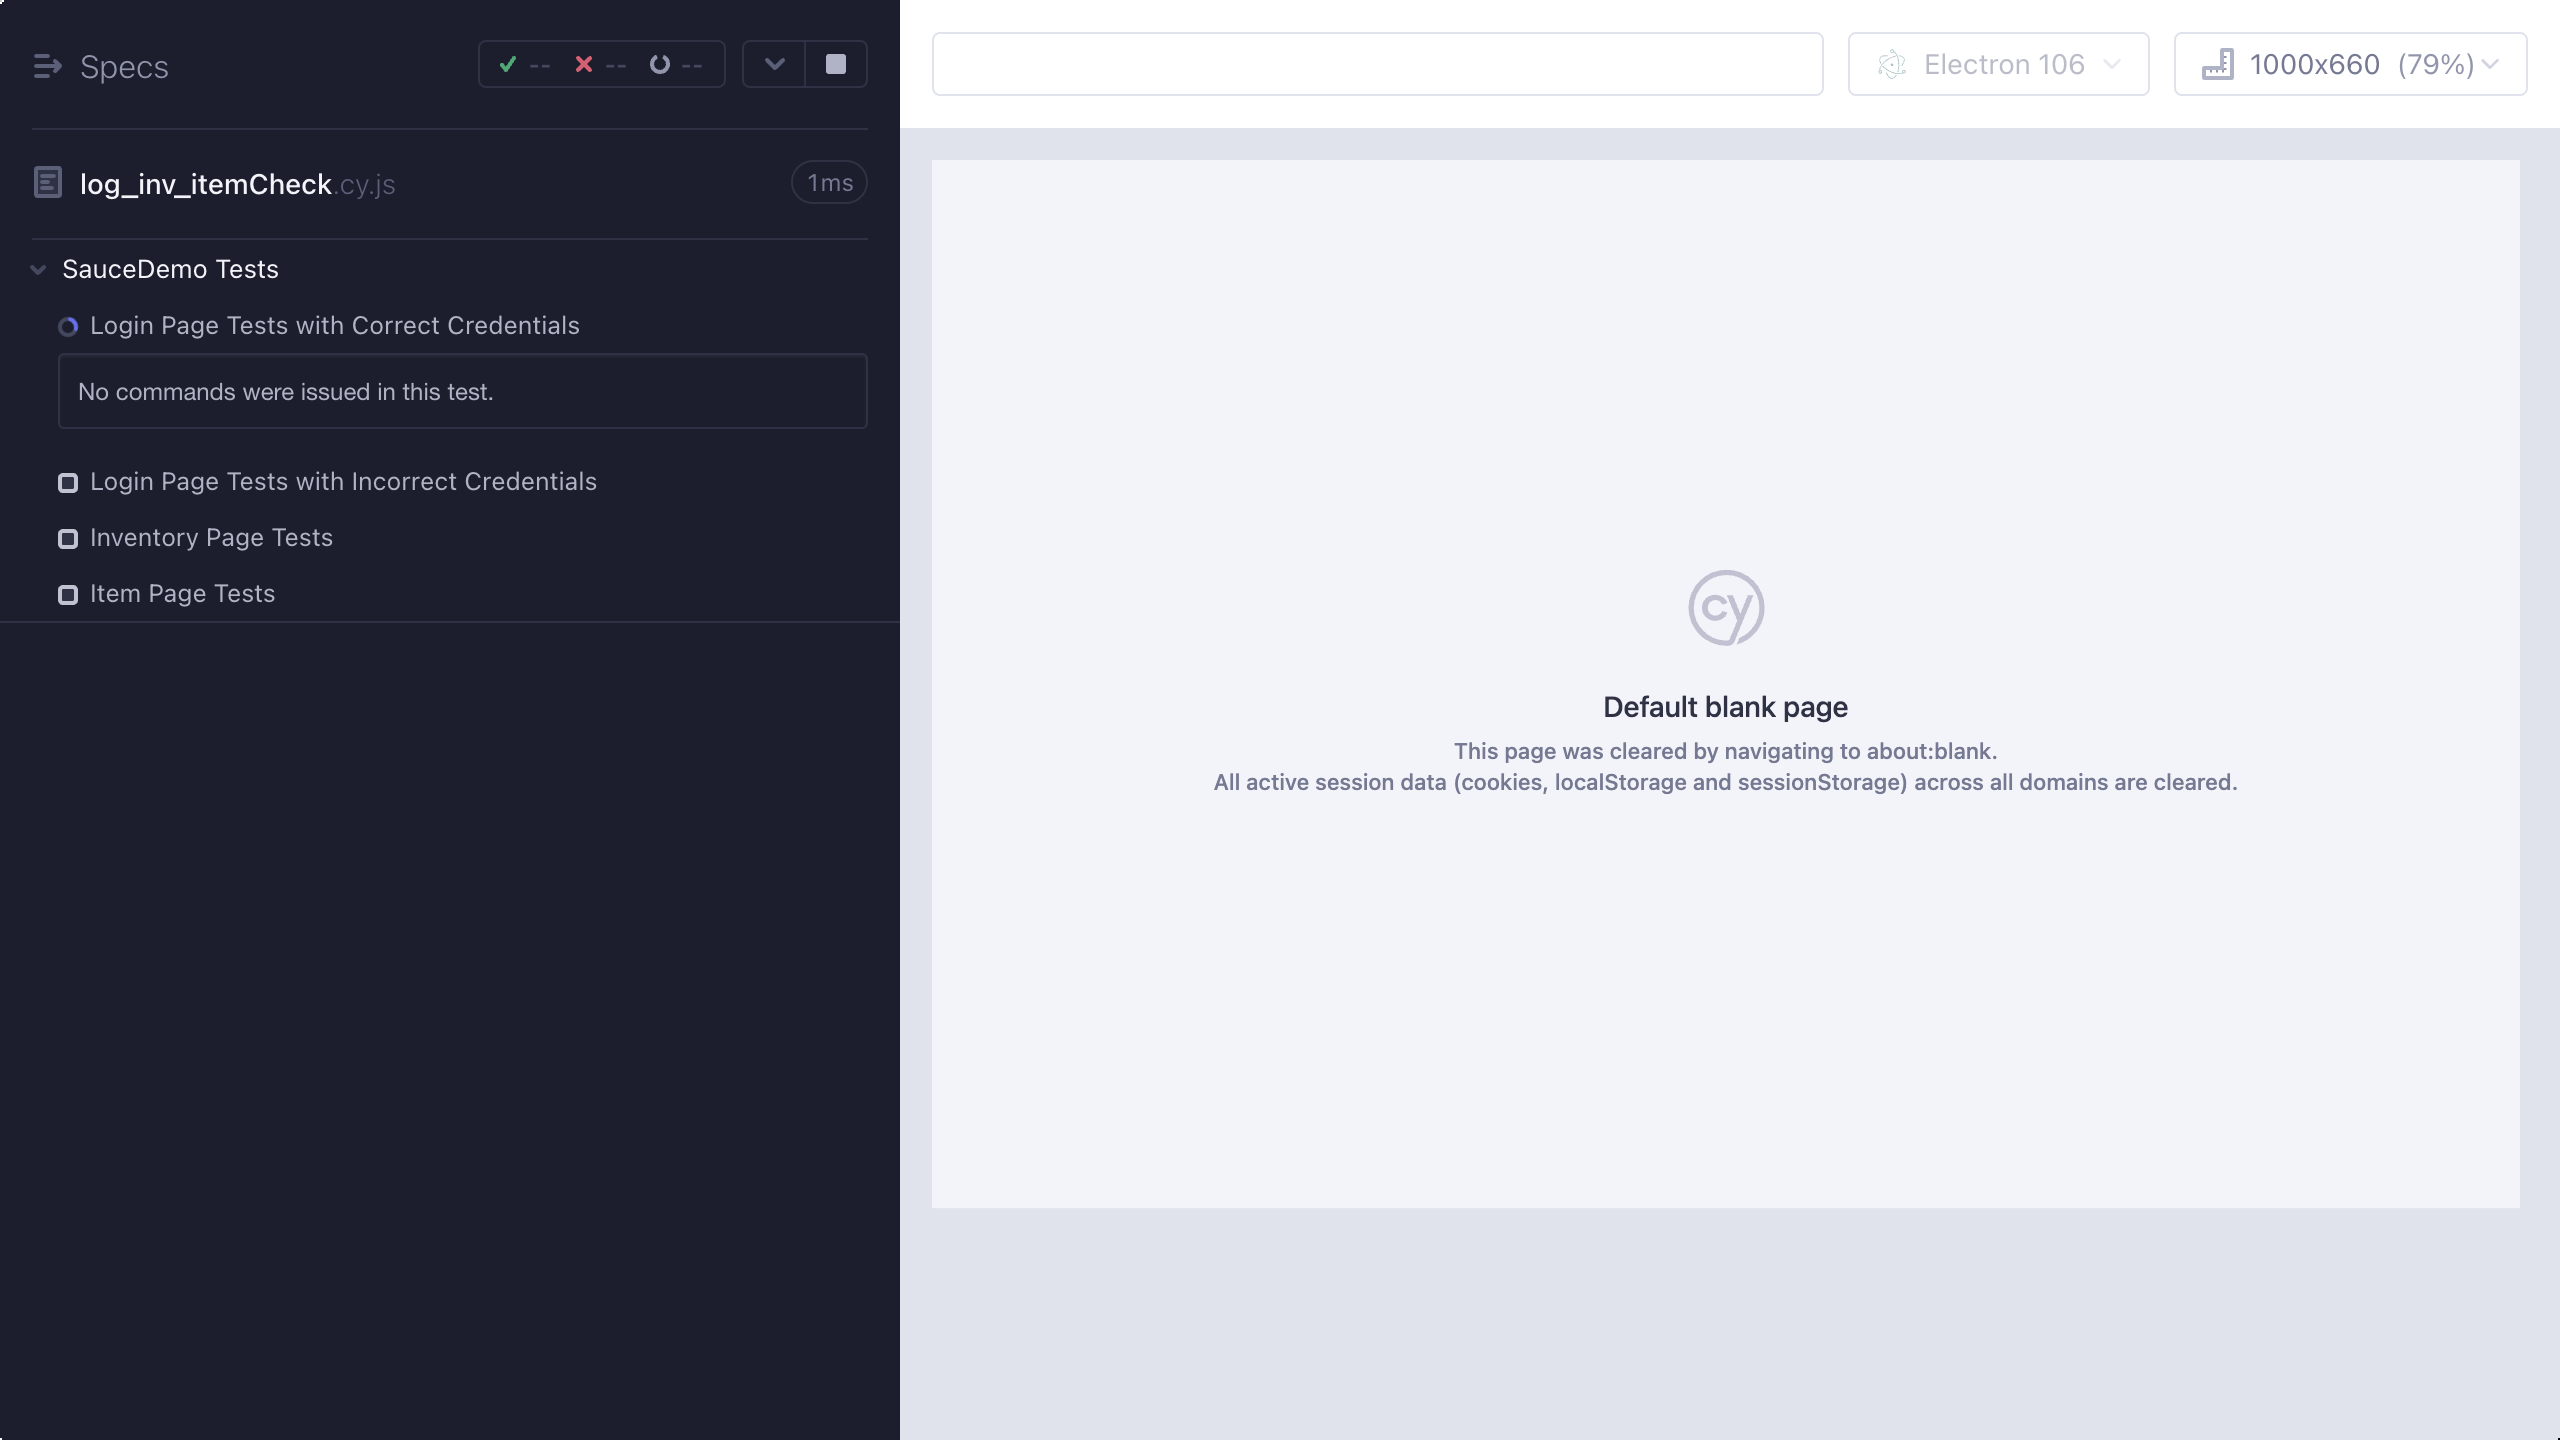 Specs
-- -- --
log_inv_itemCheck.cy.js
1ms
SauceDemo Tests
Login Page Tests with Correct Credentials
No commands were issued in this test.
Login Page Tests with Incorrect Credentials
Inventory Page Tests
Item Page Tests
Electron 106
1000x660 (79%)
cy
Default blank page
This page was cleared by navigating to about:blank.
All active session data (cookies, localStorage and sessionStorage) across all domains are cleared.